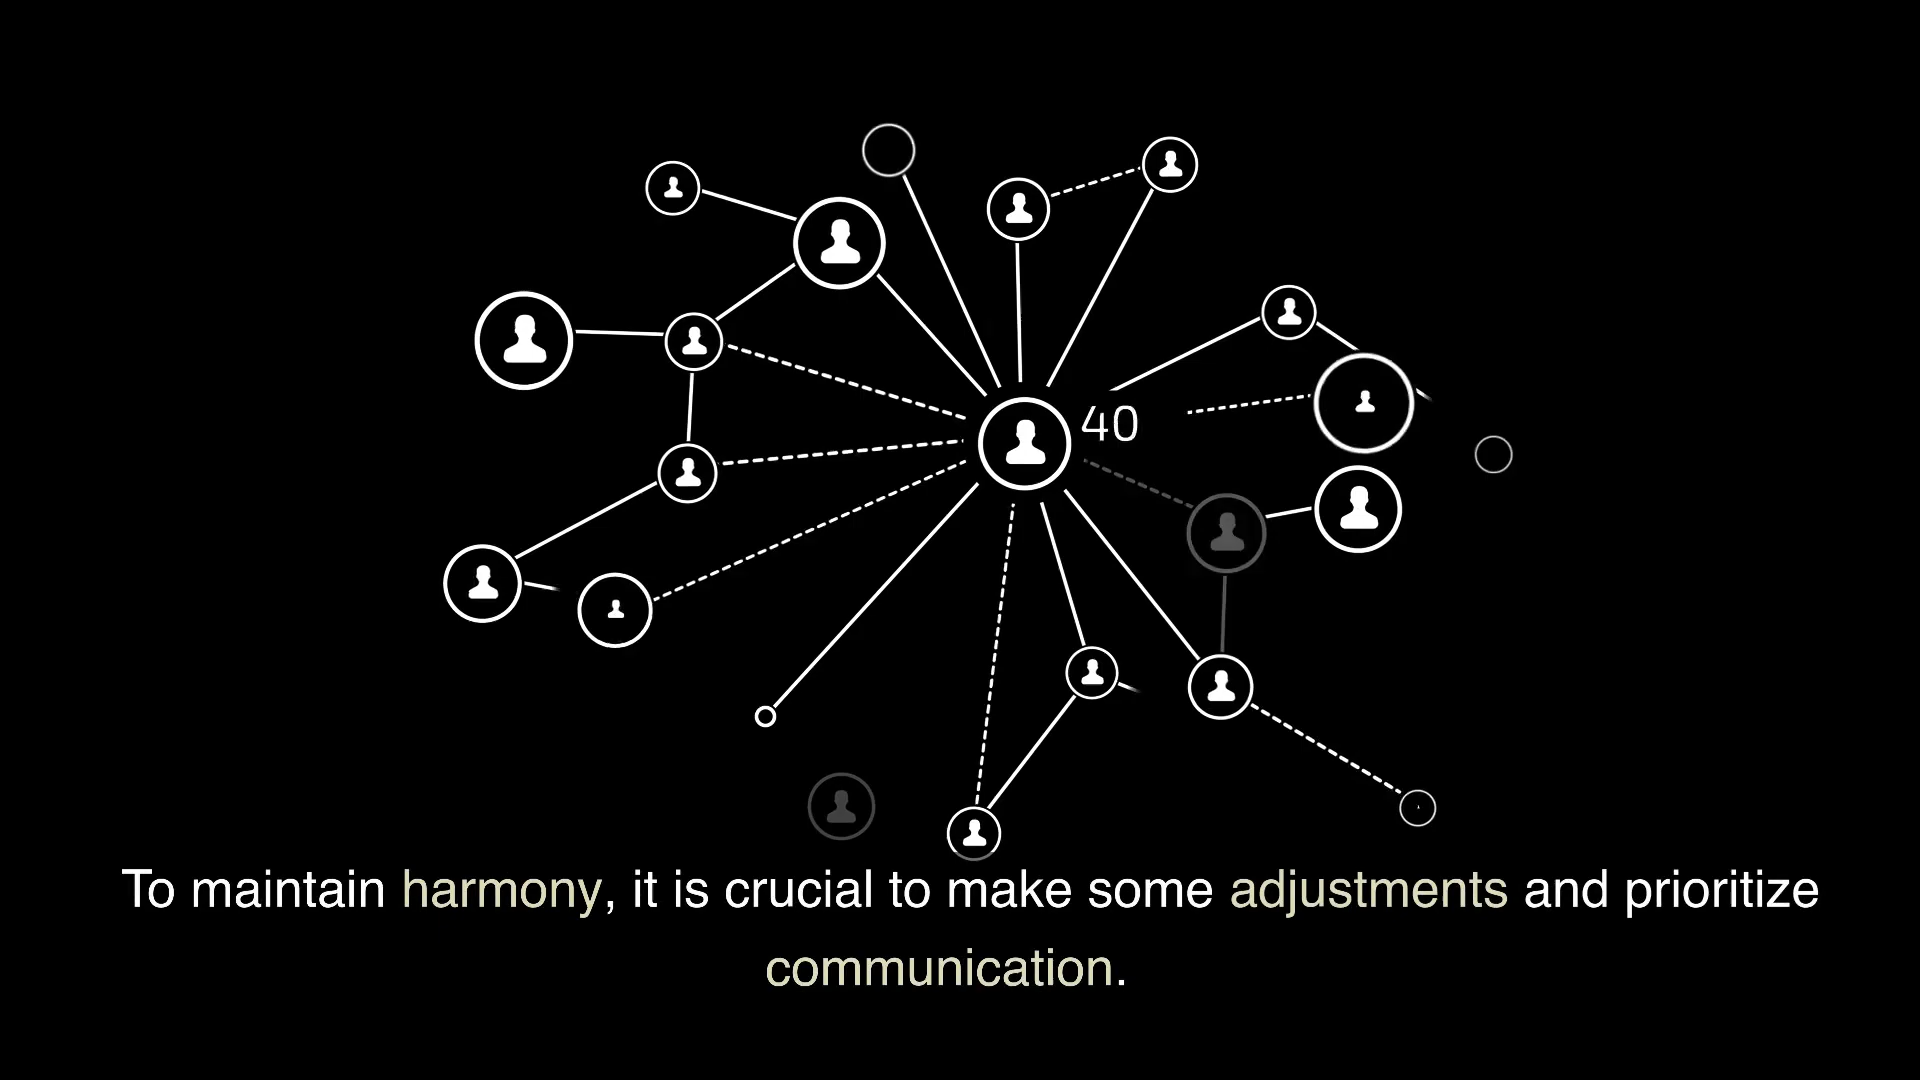 40
To maintain harmony, it is crucial to make some adjustments and prioritize
communication.